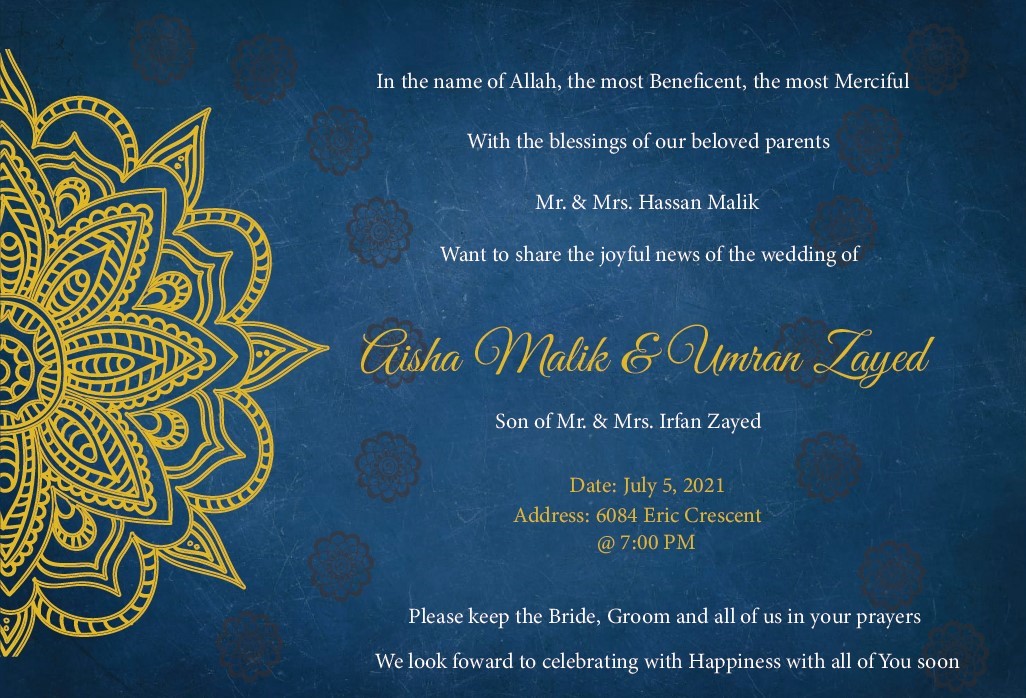 In the name of Allah, the most Beneficent, the most Merciful
With the blessings of our beloved parents
Mr. & Mrs. Hassan Malik
Want to share the joyful news of the wedding of
Aisha Malik & Umran Zayed
Son of Mr. & Mrs. Irfan Zayed
Date: July 5, 2021
Address: 6084 Eric Crescent
@ 7:00 PM
Please keep the Bride, Groom and all of us in your prayers
We look foward to celebrating with Happiness with all of You soon